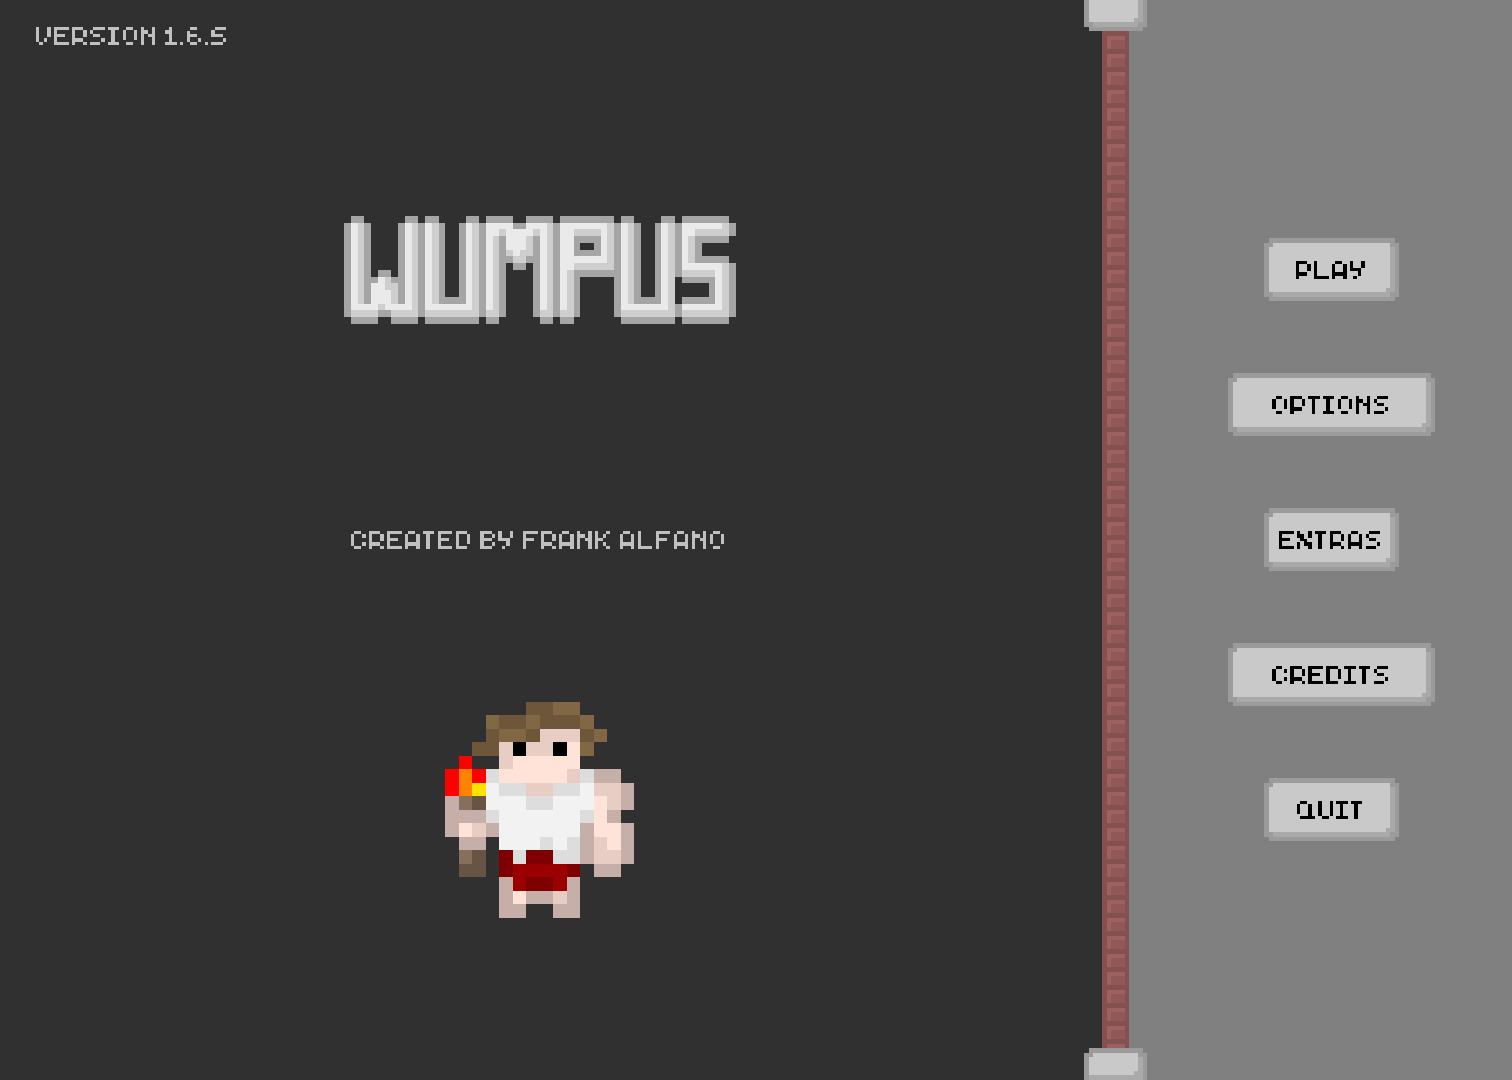 VERSION 1.6.5
WUMPUS
CREATED BY FRANK ALFANO
PLAY
OPTIONS
EXTRAS
CREDITS
QUIT